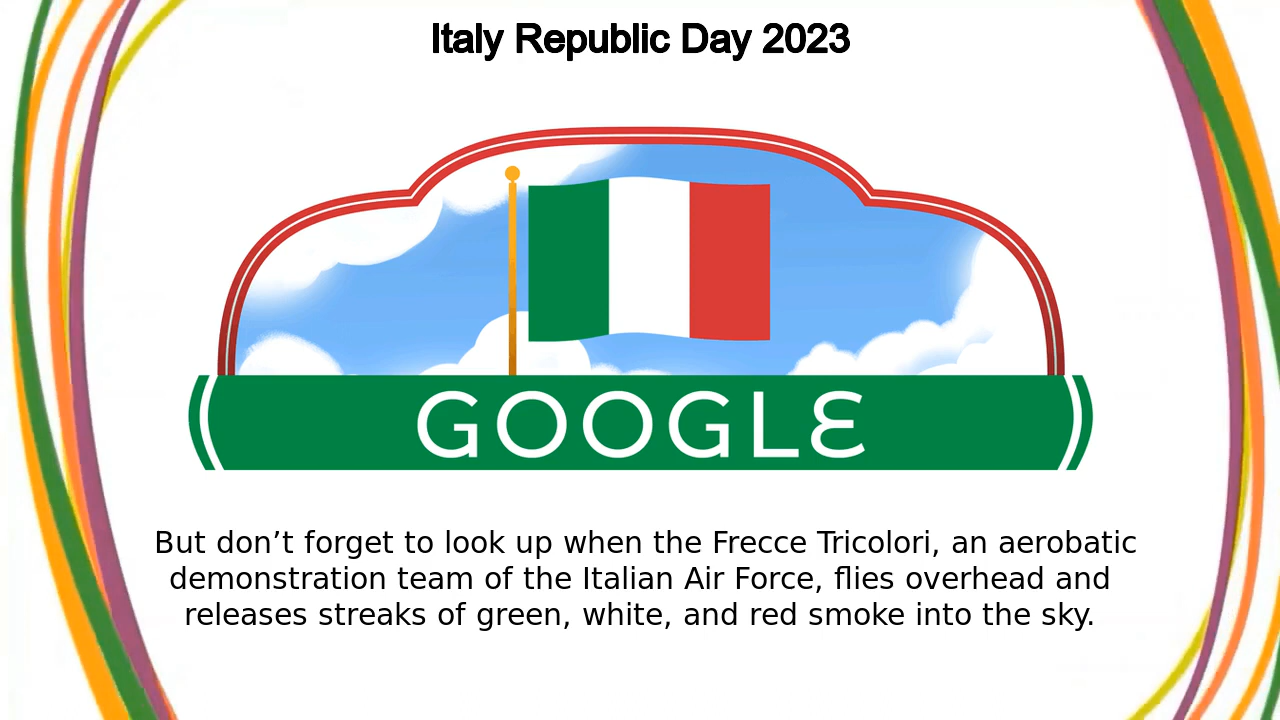 Italy Republic Day 2023
GOOGLE
But don’t forget to look up when the Frecce Tricolori, an aerobatic
demonstration team of the Italian Air Force, flies overhead and
releases streaks of green, white, and red smoke into the sky.